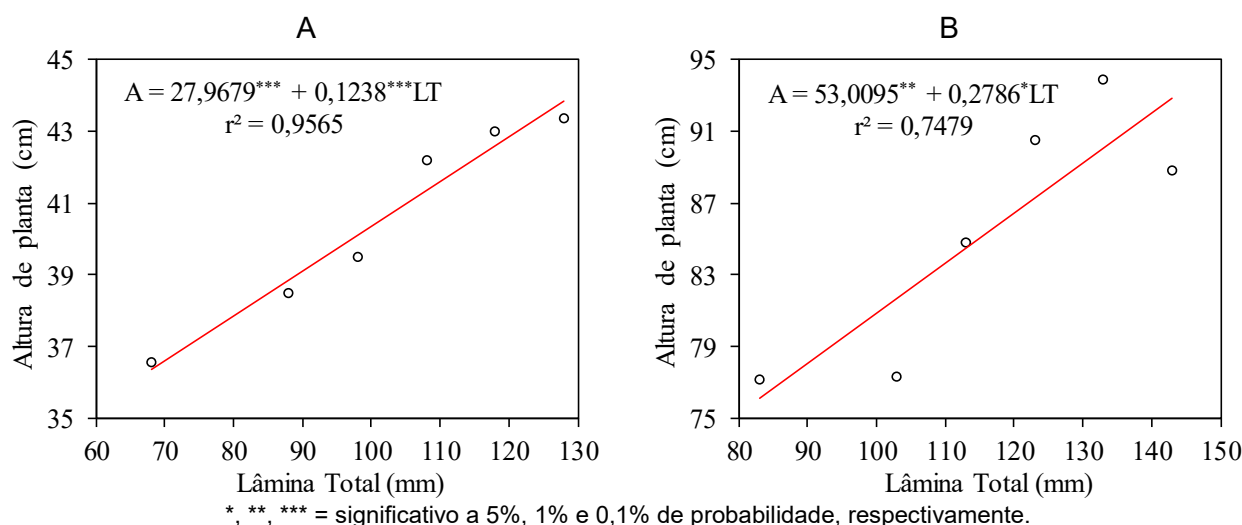 A
45
43
41
39
37
35
Altura de planta (cm)
A = 27,9679*** + 0,1238***LT
r² = 0,9565
60 70 80 90 100 110 120 130
Lâmina Total (mm)
B
95
91
87
83
79
75
Altura de planta (cm)
A = 53,0095** + 0,2786*LT
r² = 0,7479
80 90 100 110 120 130 140 150
Lâmina Total (mm)
*, **, *** = significativo a 5%, 1% e 0,1% de probabilidade, respectivamente.